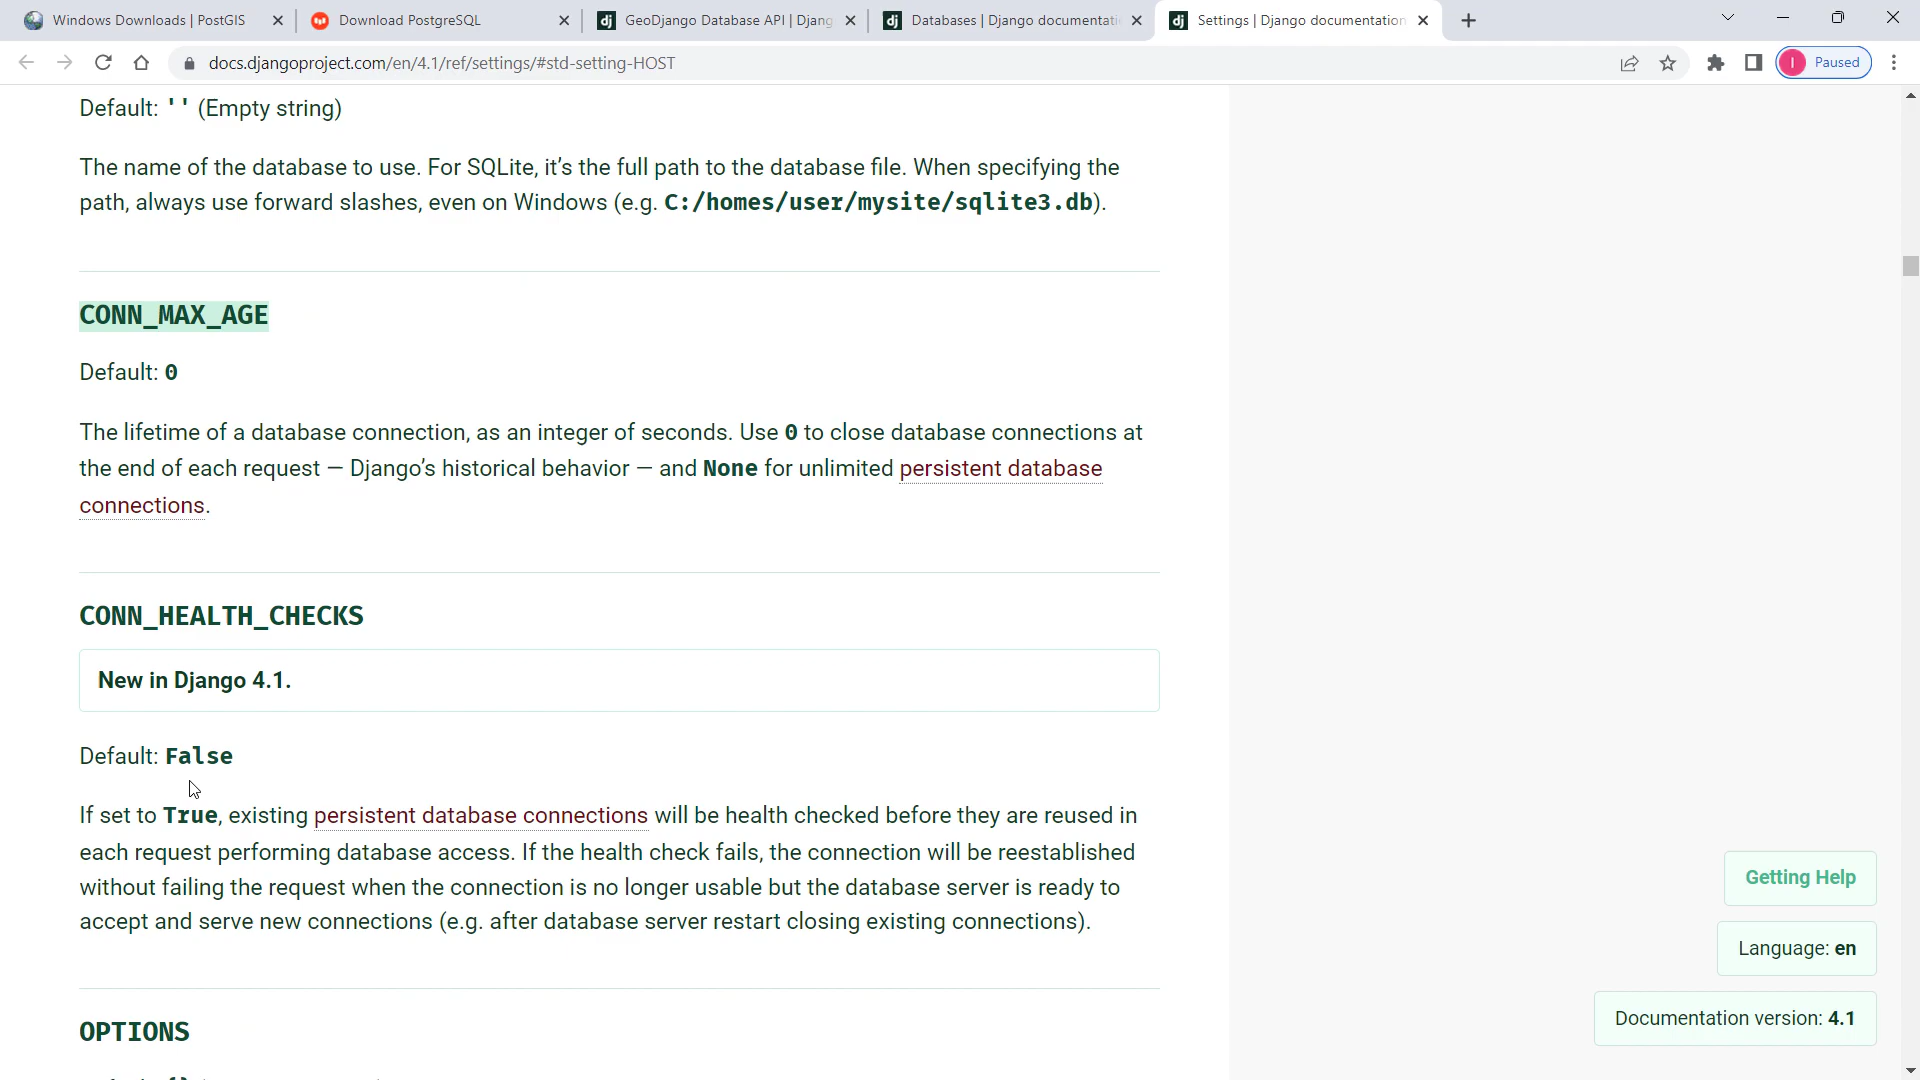 Windows Downloads | PostGIS
Download PostgreSQL
GeoDjango Database API | Djang
Databases | Django documentati
Settings | Django documentation
docs.djangoproject.com/en/4.1/ref/settings/#std-setting-HOST
I
Paused
Default: '' (Empty string)
The name of the database to use. For SQLite, it’s the full path to the database file. When specifying the
path, always use forward slashes, even on Windows (e.g. C:/homes/user/mysite/sqlite3.db).
CONN_MAX_AGE
Default: 0
The lifetime of a database connection, as an integer of seconds. Use 0 to close database connections at
the end of each request — Django’s historical behavior — and None for unlimited persistent database
connections.
CONN_HEALTH_CHECKS
New in Django 4.1.
Default: False
If set to True, existing persistent database connections will be health checked before they are reused in
each request performing database access. If the health check fails, the connection will be reestablished
without failing the request when the connection is no longer usable but the database server is ready to
accept and serve new connections (e.g. after database server restart closing existing connections).
OPTIONS
Getting Help
Language: en
Documentation version: 4.1